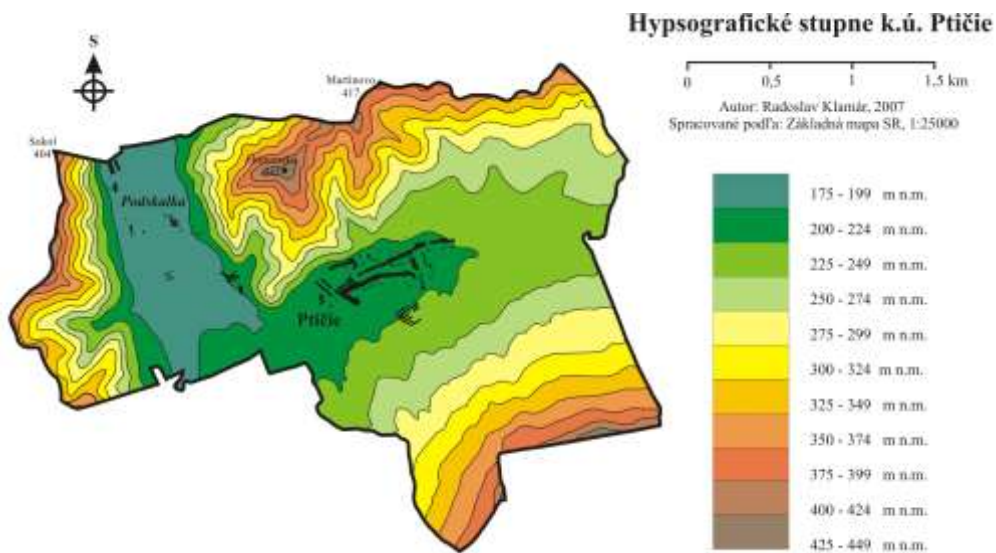 Hypsografické stupne k.ú. Ptičie
S
0 0,5 1 1,5 km
Autor: Radoslav Klamár, 2007
Spracované podľa: Základná mapa SR, 1:25000
Martinovo
417
Sokol
404
Podskalka
Ptičie
175 - 199 m n.m.
200 - 224 m n.m.
225 - 249 m n.m.
250 - 274 m n.m.
275 - 299 m n.m.
300 - 324 m n.m.
325 - 349 m n.m.
350 - 374 m n.m.
375 - 399 m n.m.
400 - 424 m n.m.
425 - 449 m n.m.